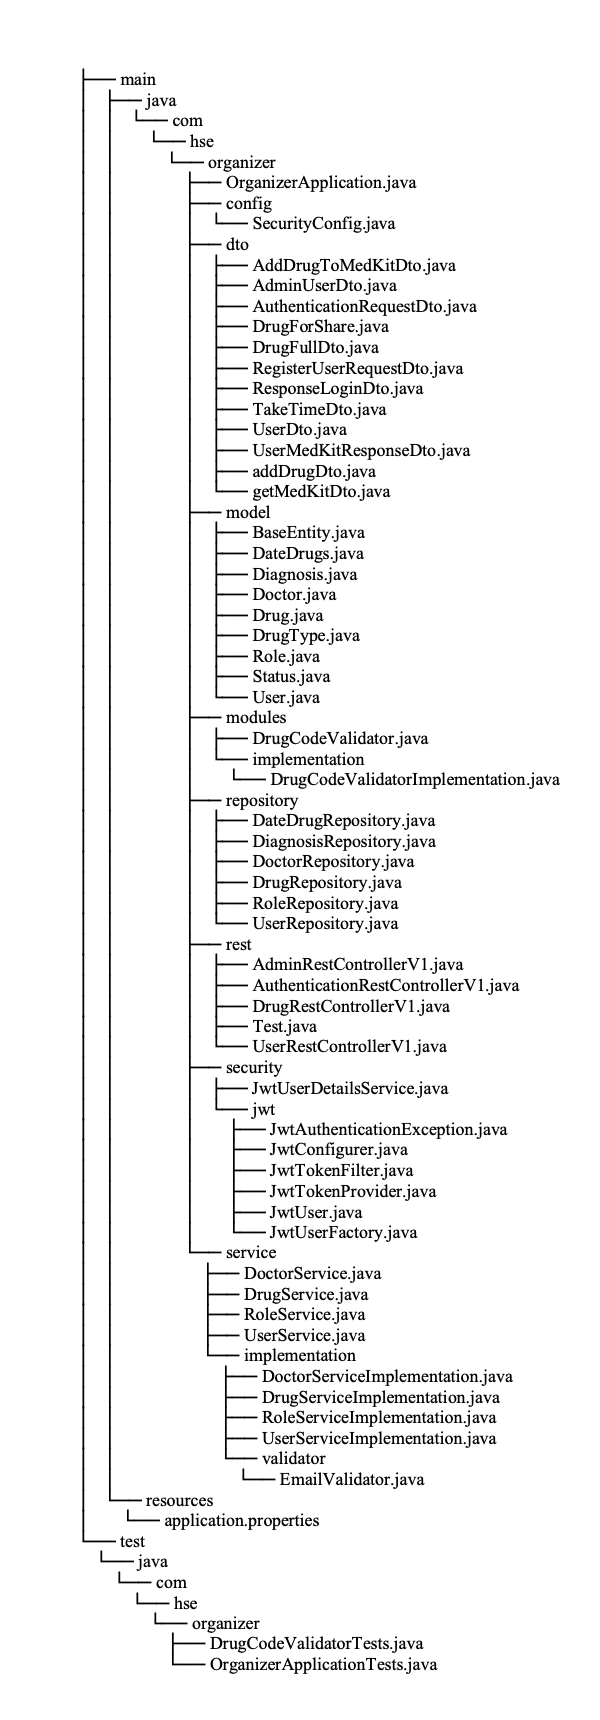 main
java
com
hse
organizer
OrganizerApplication.java
config
SecurityConfig.java
dto
AddDrugToMedKitDto.java
AdminUserDto.java
AuthenticationRequestDto.java
DrugForShare.java
DrugFullDto.java
RegisterUserRequestDto.java
ResponseLoginDto.java
TakeTimeDto.java
UserDto.java
UserMedKitResponseDto.java
addDrugDto.java
getMedKitDto.java
model
BaseEntity.java
DateDrugs.java
Diagnosis.java
Doctor.java
Drug.java
DrugType.java
Role.java
Status.java
User.java
modules
DrugCodeValidator.java
implementation
DrugCodeValidatorImplementation.java
repository
DateDrugRepository.java
DiagnosisRepository.java
DoctorRepository.java
DrugRepository.java
RoleRepository.java
UserRepository.java
rest
AdminRestControllerV1.java
AuthenticationRestControllerV1.java
DrugRestControllerV1.java
Test.java
UserRestControllerV1.java
security
JwtUserDetailsService.java
jwt
JwtAuthenticationException.java
JwtConfigurer.java
JwtTokenFilter.java
JwtTokenProvider.java
JwtUser.java
JwtUserFactory.java
service
DoctorService.java
DrugService.java
RoleService.java
UserService.java
implementation
DoctorServiceImplementation.java
DrugServiceImplementation.java
RoleServiceImplementation.java
UserServiceImplementation.java
validator
EmailValidator.java
resources
application.properties
test
java
com
hse
organizer
DrugCodeValidatorTests.java
OrganizerApplicationTests.java